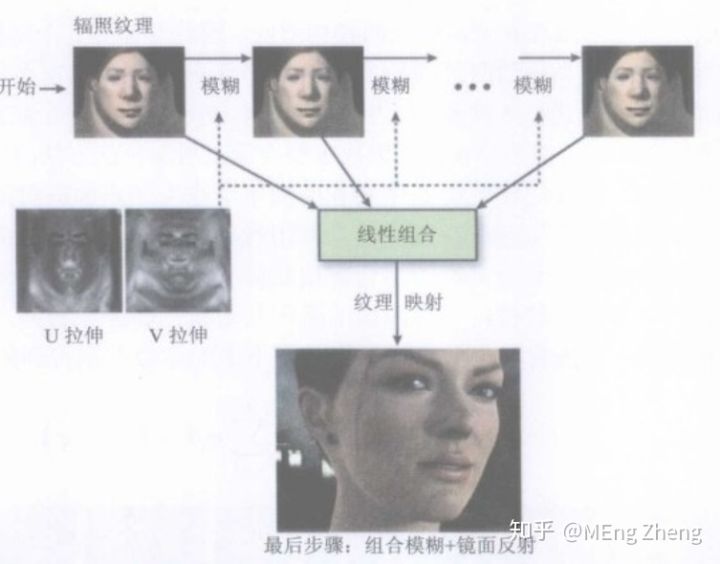 辐照纹理
开始
模糊
模糊
模糊
线性组合
U 拉伸
V 拉伸
纹理 映射
最后步骤：组合模糊+镜面反射
知乎 @MEng Zheng